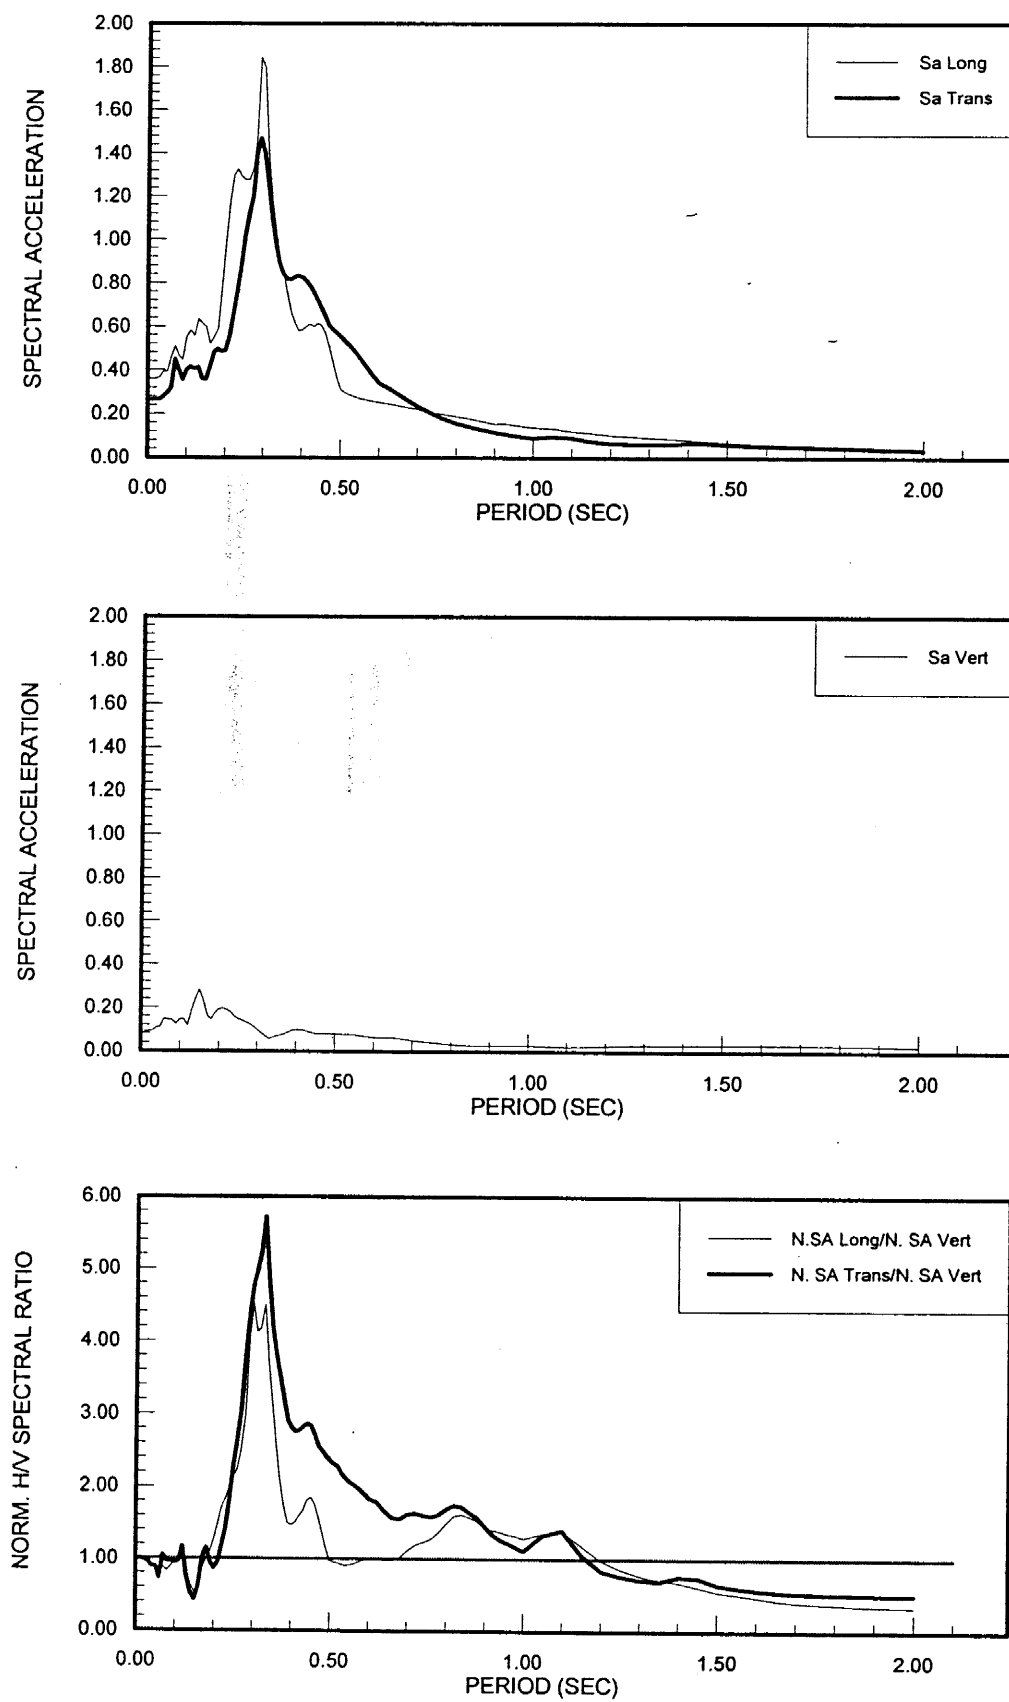 2.00
1.80
1.60
1.40
1.20
1.00
0.80
0.60
0.40
0.20
0.00
SPECTRAL ACCELERATION
Sa Long
Sa Trans
0.00 0.50 1.00 1.50 2.00
PERIOD (SEC)
2.00
1.80
1.60
1.40
1.20
1.00
0.80
0.60
0.40
0.20
0.00
SPECTRAL ACCELERATION
Sa Vert
0.00 0.50 1.00 1.50 2.00
PERIOD (SEC)
6.00
5.00
4.00
3.00
2.00
1.00
0.00
NORM. H/V SPECTRAL RATIO
N.SA Long/N. SA Vert
N. SA Trans/N. SA Vert
0.00 0.50 1.00 1.50 2.00
PERIOD (SEC)